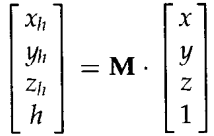 [x_h
y_h
z_h
h] = M · [x
y
z
1]